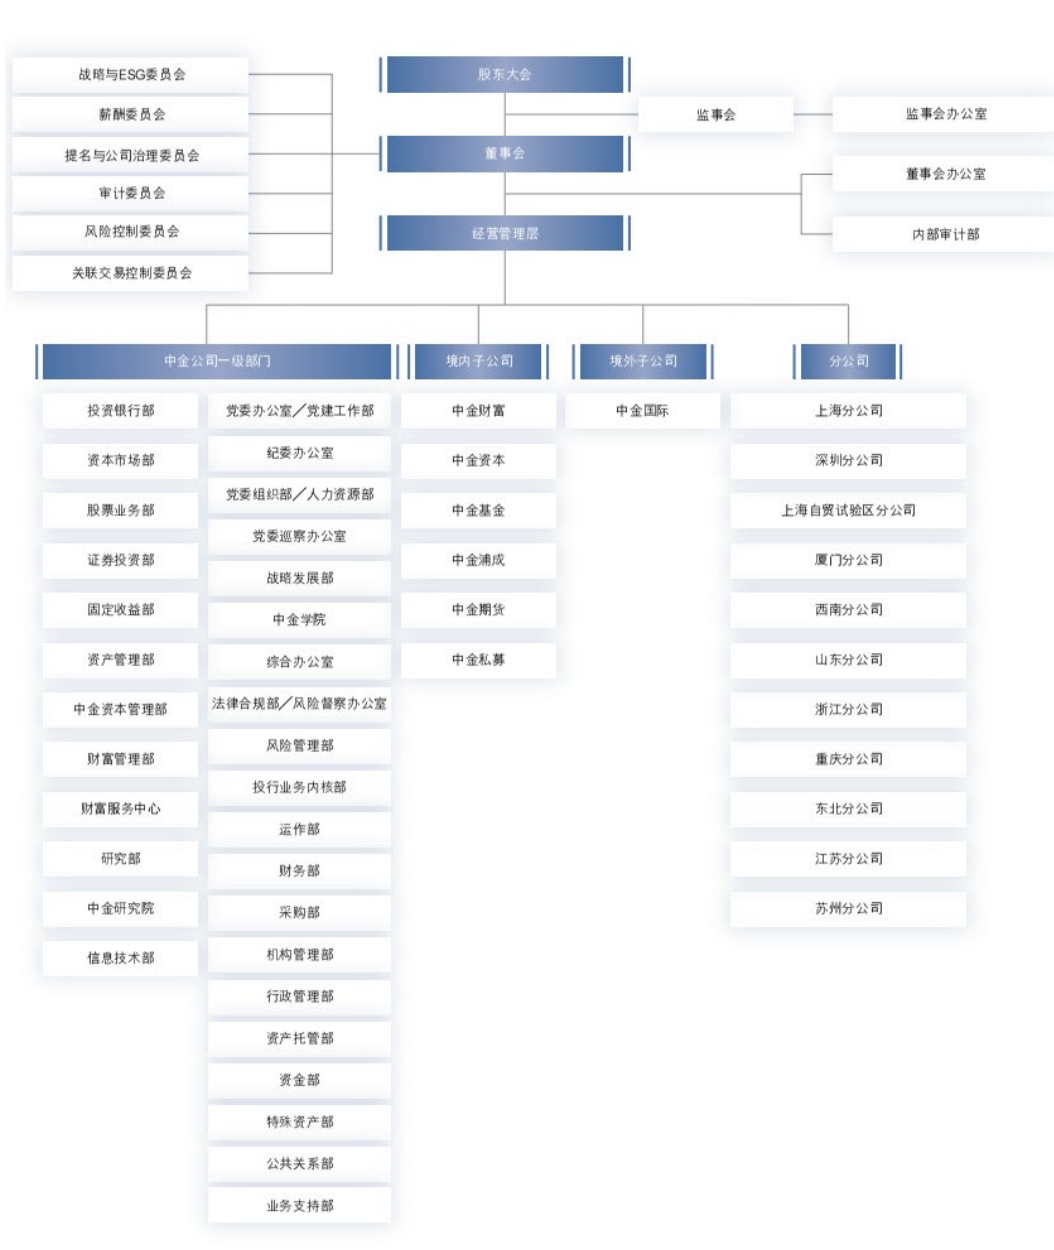 股东大会
监事会
监事会办公室
董事会
战略与ESG委员会
薪酬委员会
提名与公司治理委员会
审计委员会
风险控制委员会
关联交易控制委员会
董事会办公室
内部审计部
经营管理层
中金公司一级部门
投资银行部
资本市场部
股票业务部
证券投资部
固定收益部
资产管理部
中金资本管理部
财富管理部
财富服务中心
研究部
中金研究院
信息技术部
党委办公室／党建工作部
纪委办公室
党委组织部／人力资源部
党委巡察办公室
战略发展部
中金学院
综合办公室
法律合规部／风险督察办公室
风险管理部
投行业务内核部
运作部
财务部
采购部
机构管理部
行政管理部
资产托管部
资金部
特殊资产部
公共关系部
业务支持部
境内子公司
中金财富
中金资本
中金基金
中金浦成
中金期货
中金私募
境外子公司
中金国际
分公司
上海分公司
深圳分公司
上海自贸试验区分公司
厦门分公司
西南分公司
山东分公司
浙江分公司
重庆分公司
东北分公司
江苏分公司
苏州分公司